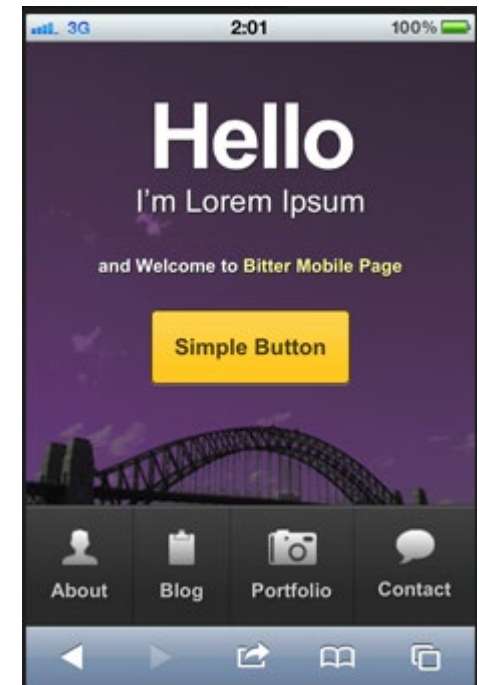 3G 2:01 100%
Hello
I'm Lorem Ipsum
and Welcome to Bitter Mobile Page
Simple Button
About Blog Portfolio Contact